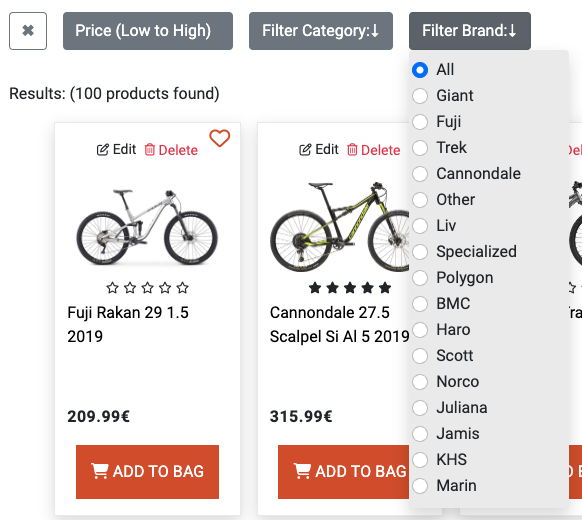 ✖ Price (Low to High) Filter Category:↓ Filter Brand:↓
Results: (100 products found)
All
Giant
Fuji
Trek
Cannondale
Other
Liv
Specialized
Polygon
BMC
Haro
Scott
Norco
Juliana
Jamis
KHS
Marin
Edit Delete
Fuji Rakan 29 1.5
2019
209.99€
ADD TO BAG
Edit Delete
Cannondale 27.5
Scalpel Si Al 5 2019
315.99€
ADD TO BAG